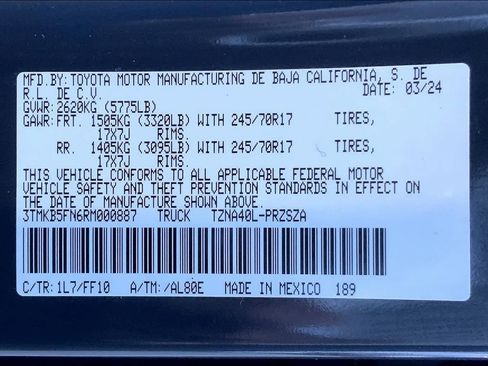 MFD.BY:TOYOTA MOTOR MANUFACTURING DE BAJA CALIFORNIA, S. DE
R.L. DE C.V. DATE: 03/24
GVWR:2620KG (5775LB)
GAWR:FRT. 1505KG (3320LB) WITH 245/70R17 TIRES,
17X7J RIMS.
RR. 1405KG (3095LB) WITH 245/70R17 TIRES,
17X7J RIMS.
THIS VEHICLE CONFORMS TO ALL APPLICABLE FEDERAL MOTOR
VEHICLE SAFETY AND THEFT PREVENTION STANDARDS IN EFFECT ON
THE DATE OF MANUFACTURE SHOWN ABOVE.
3TMKB5FN6RM000887 TRUCK TZNA40L-PRZSZA
C/TR:1L7/FF10 A/TM:/AL80E MADE IN MEXICO 189